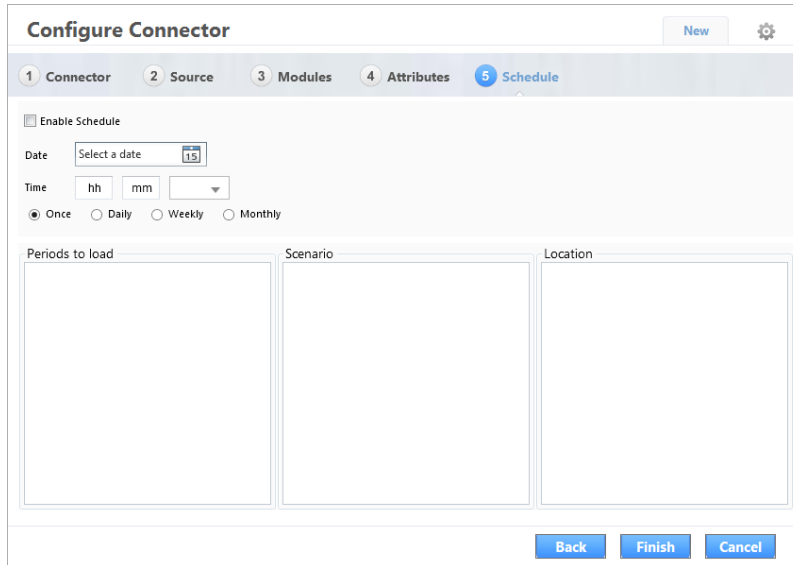 Configure Connector
New
1 Connector 2 Source 3 Modules 4 Attributes 5 Schedule
Enable Schedule
Date Select a date 15
Time hh mm
Once Daily Weekly Monthly
Periods to load Scenario Location
Back Finish Cancel